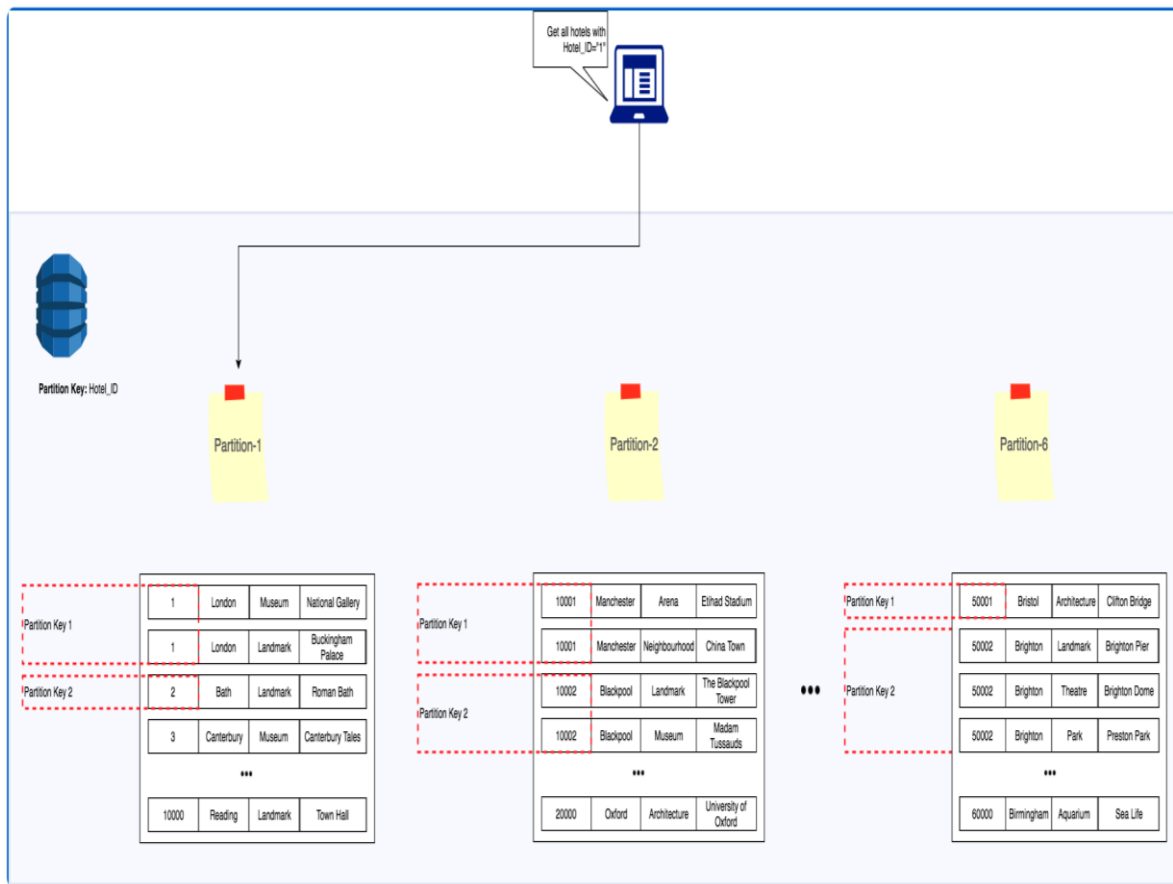 Get all hotels with
Hotel_ID="1"
Partition Key: Hotel_ID
Partition-1
Partition-2
Partition-6
Partition Key 1
1 London Museum National Gallery
1 London Landmark Buckingham
Palace
Partition Key 2
2 Bath Landmark Roman Bath
3 Canterbury Museum Canterbury Tales
•••
10000 Reading Landmark Town Hall
Partition Key 1
10001 Manchester Arena Etihad Stadium
10001 Manchester Neighbourhood China Town
Partition Key 2
10002 Blackpool Landmark The Blackpool
Tower
10002 Blackpool Museum Madam
Tussauds
•••
20000 Oxford Architecture University of
Oxford
•••
Partition Key 1
50001 Bristol Architecture Clifton Bridge
Partition Key 2
50002 Brighton Landmark Brighton Pier
50002 Brighton Theatre Brighton Dome
50002 Brighton Park Preston Park
•••
60000 Birmingham Aquarium Sea Life